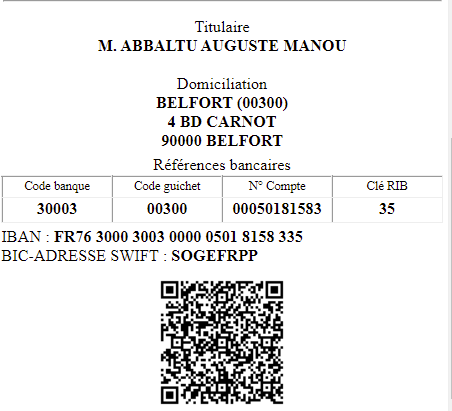 Titulaire
M. ABBALTU AUGUSTE MANOU
Domiciliation
BELFORT (00300)
4 BD CARNOT
90000 BELFORT
Références bancaires
Code banque Code guichet N° Compte Clé RIB
30003 00300 00050181583 35
IBAN : FR76 3000 3003 0000 0501 8158 335
BIC-ADRESSE SWIFT : SOGEFRPP